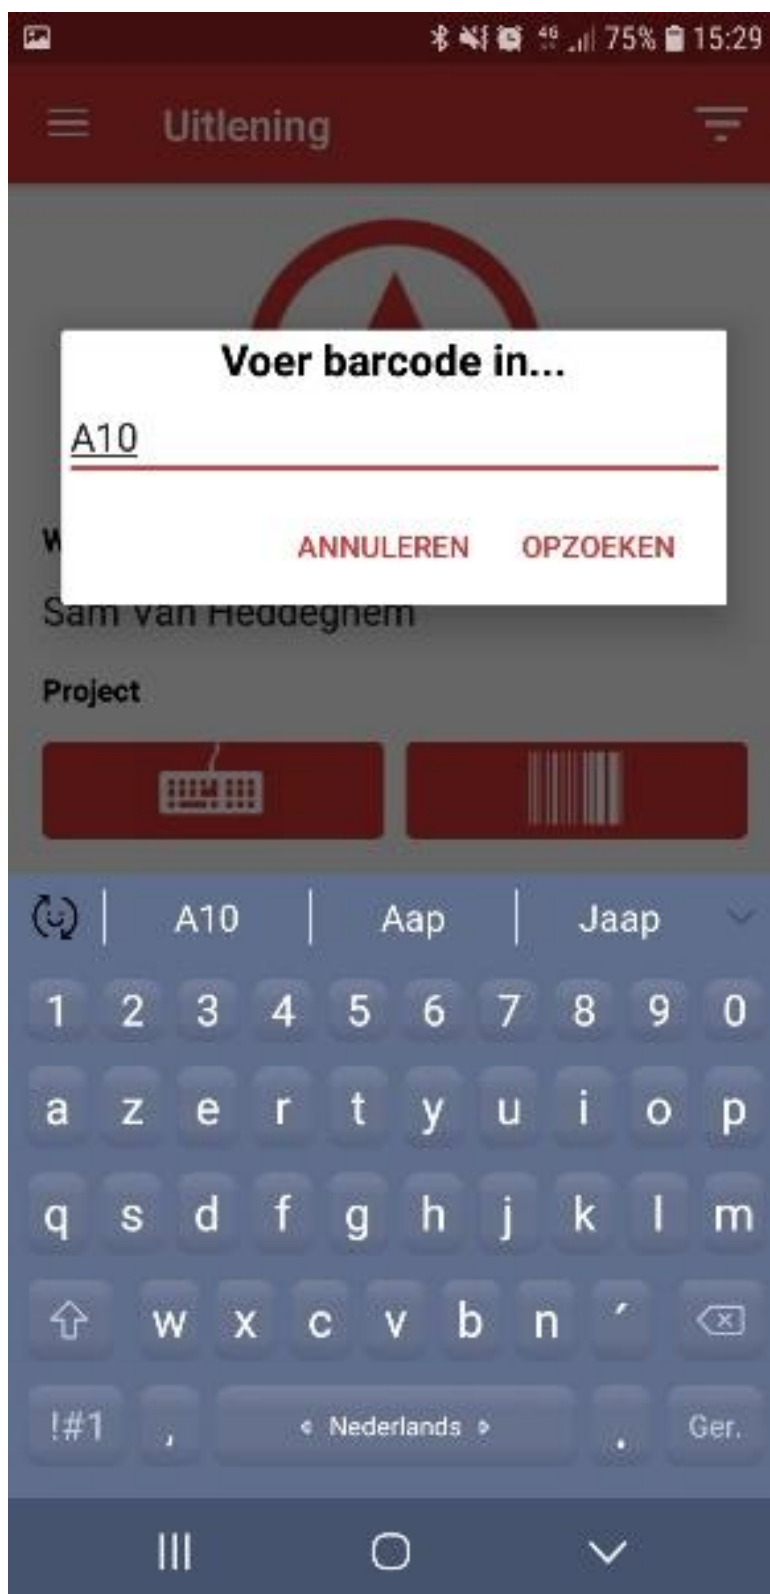 4G 75% 15:29
Uitlening
Voer barcode in...
A10
ANNULEREN OPZOEKEN
W
Sam Van Heddeghem
Project
A10 Aap Jaap
1 2 3 4 5 6 7 8 9 0
a z e r t y u i o p
q s d f g h j k l m
w x c v b n ´
!#1 , Nederlands . Ger.